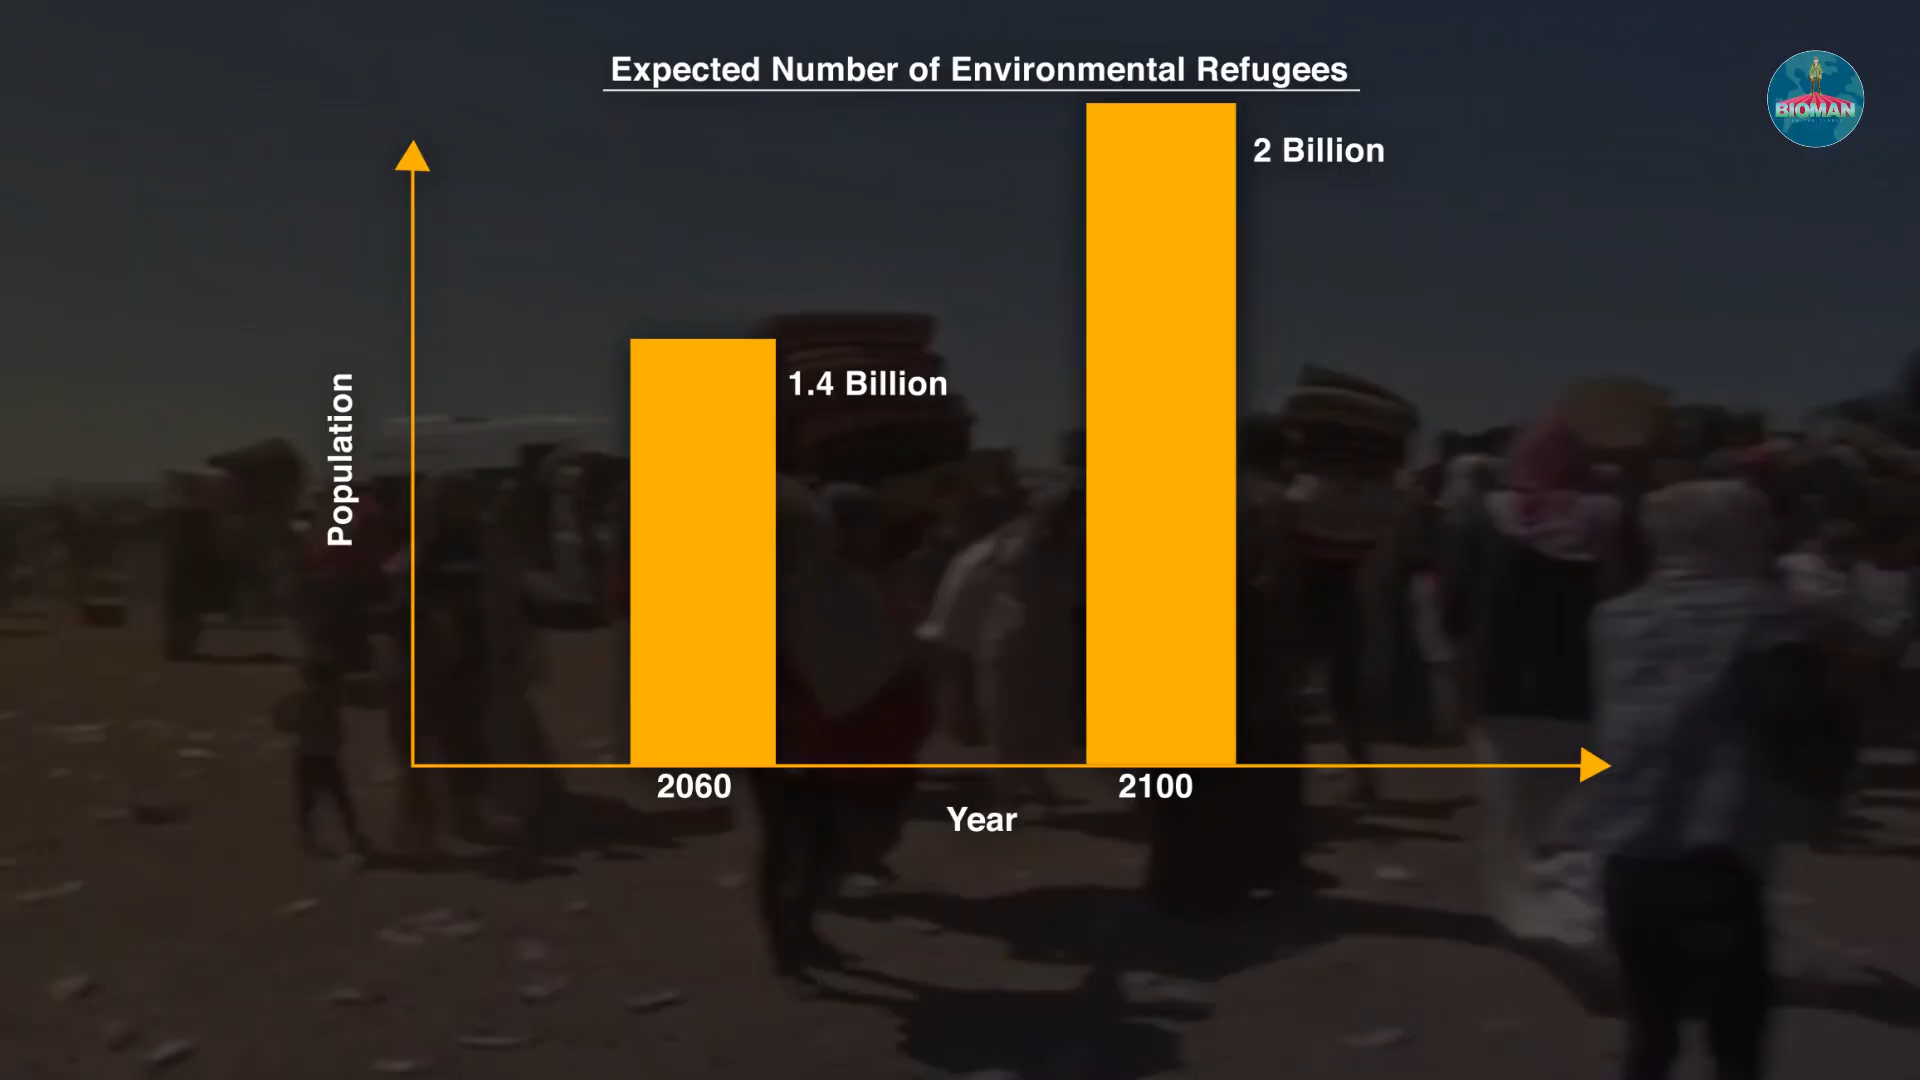 Expected Number of Environmental Refugees
BIOMAN
2 Billion
1.4 Billion
Population
2060
2100
Year